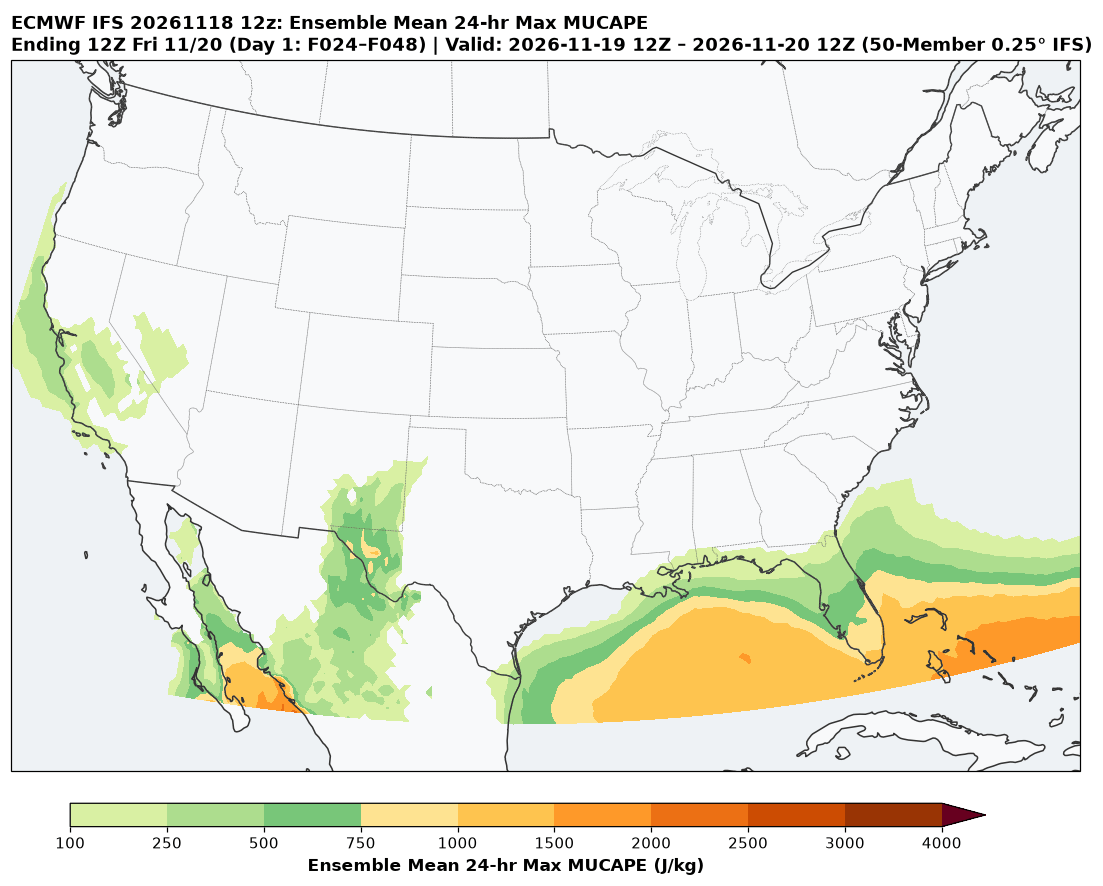 ECMWF IFS 20261118 12z: Ensemble Mean 24-hr Max MUCAPE
Ending 12Z Fri 11/20 (Day 1: F024–F048) | Valid: 2026-11-19 12Z – 2026-11-20 12Z (50-Member 0.25° IFS)
100 250 500 750 1000 1500 2000 2500 3000 4000
Ensemble Mean 24-hr Max MUCAPE (J/kg)